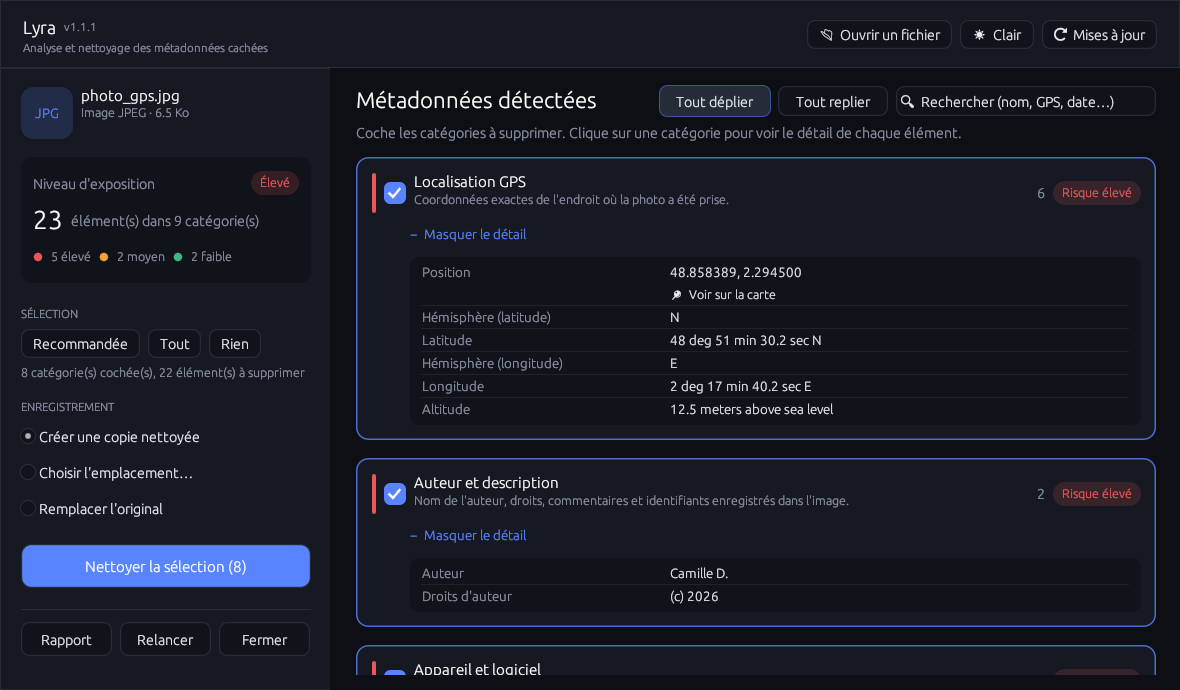 Lyra v1.1.1
Analyse et nettoyage des métadonnées cachées
Ouvrir un fichier
Clair
Mises à jour
JPG
photo_gps.jpg
Image JPEG · 6.5 Ko
Niveau d'exposition
Élevé
23 élément(s) dans 9 catégorie(s)
5 élevé 2 moyen 2 faible
SÉLECTION
Recommandée
Tout
Rien
8 catégorie(s) cochée(s), 22 élément(s) à supprimer
ENREGISTREMENT
Créer une copie nettoyée
Choisir l'emplacement…
Remplacer l'original
Nettoyer la sélection (8)
Rapport
Relancer
Fermer
Métadonnées détectées
Tout déplier
Tout replier
Rechercher (nom, GPS, date…)
Coche les catégories à supprimer. Clique sur une catégorie pour voir le détail de chaque élément.
Localisation GPS
Coordonnées exactes de l'endroit où la photo a été prise.
6 Risque élevé
– Masquer le détail
Position 48.858389, 2.294500
Voir sur la carte
Hémisphère (latitude) N
Latitude 48 deg 51 min 30.2 sec N
Hémisphère (longitude) E
Longitude 2 deg 17 min 40.2 sec E
Altitude 12.5 meters above sea level
Auteur et description
Nom de l'auteur, droits, commentaires et identifiants enregistrés dans l'image.
2 Risque élevé
– Masquer le détail
Auteur Camille D.
Droits d'auteur (c) 2026
Appareil et logiciel